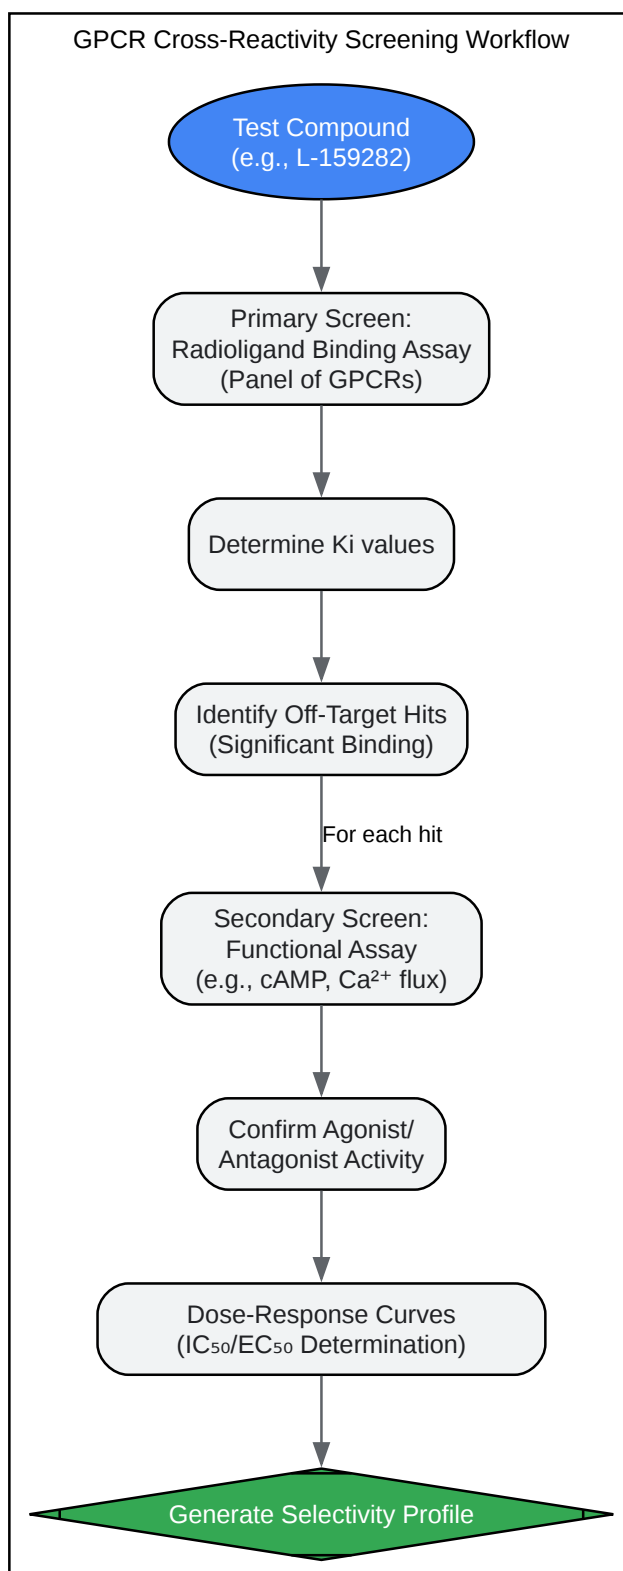 GPCR Cross-Reactivity Screening Workflow
Test Compound
(e.g., L-159282)
Primary Screen:
Radioligand Binding Assay
(Panel of GPCRs)
Determine Ki values
Identify Off-Target Hits
(Significant Binding)
For each hit
Secondary Screen:
Functional Assay
(e.g., cAMP, Ca²⁺ flux)
Confirm Agonist/
Antagonist Activity
Dose-Response Curves
(IC₅₀/EC₅₀ Determination)
Generate Selectivity Profile